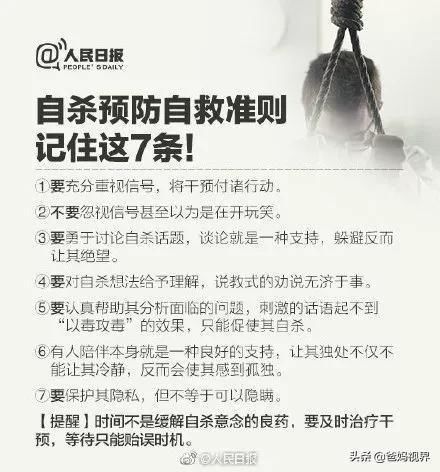 @人民日报
PEOPLE'S DAILY
自杀预防自救准则
记住这7条!
①要充分重视信号，将干预付诸行动。
②不要忽视信号甚至以为是在开玩笑。
③要勇于讨论自杀话题，谈论就是一种支持，躲避反而
让其绝望。
④要对自杀想法给予理解，说教式的劝说无济于事。
⑤要认真帮助其分析面临的问题，刺激的话语起不到
“以毒攻毒”的效果，只能促使其自杀。
⑥有人陪伴本身就是一种良好的支持，让其独处不仅不
能让其冷静，反而会使其感到孤独。
⑦要保护其隐私，但不等于可以隐瞒。
【提醒】时间不是缓解自杀意念的良药，要及时治疗干
预，等待只能贻误时机。
@人民日报
头条@爸妈视界